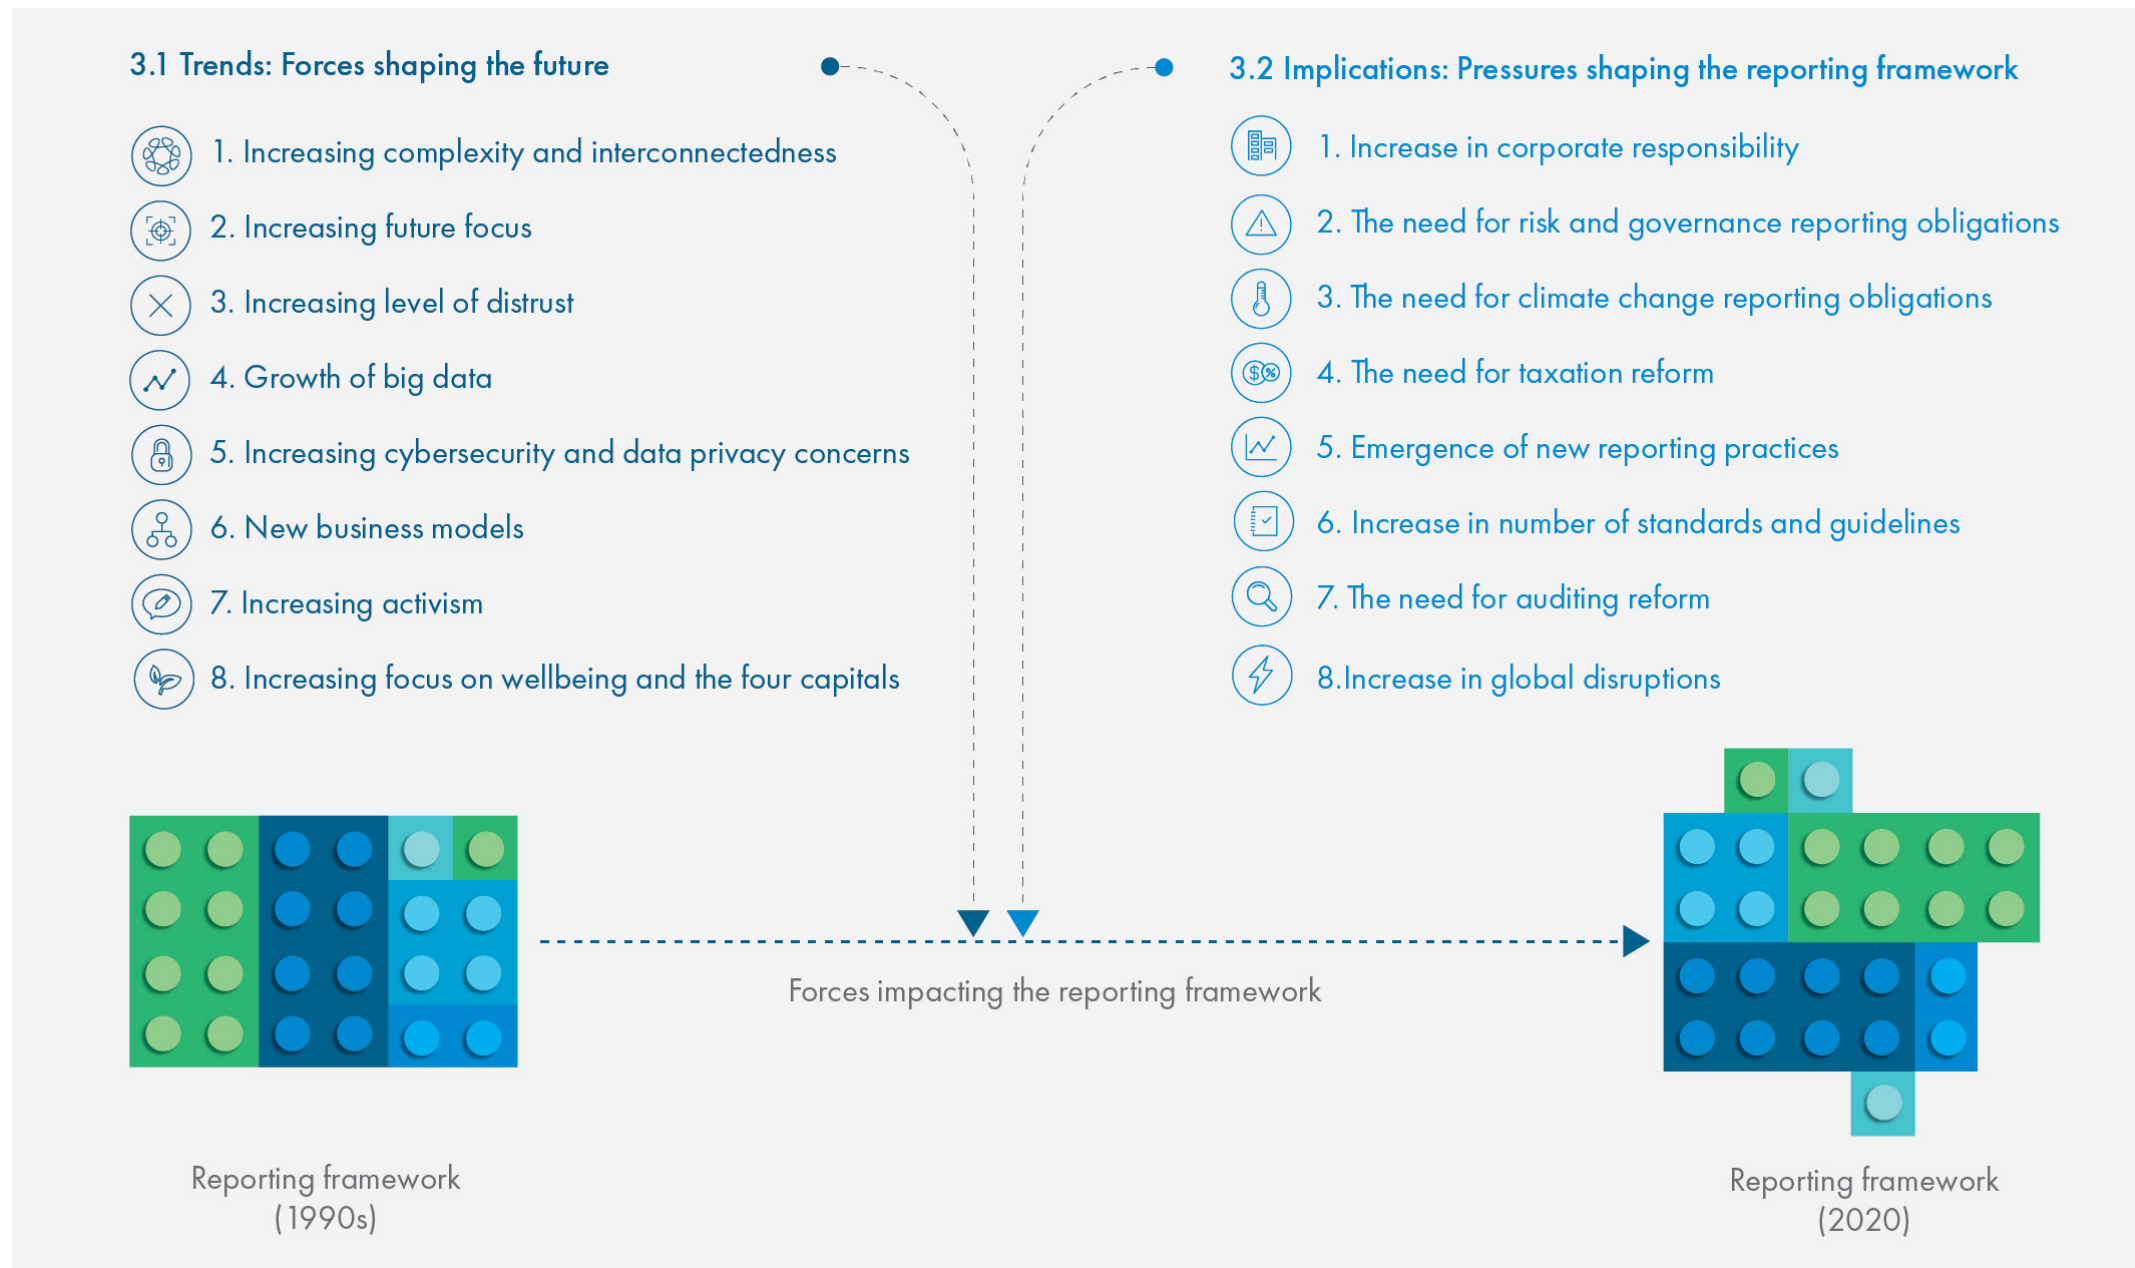 3.1 Trends: Forces shaping the future
1. Increasing complexity and interconnectedness
2. Increasing future focus
3. Increasing level of distrust
4. Growth of big data
5. Increasing cybersecurity and data privacy concerns
6. New business models
7. Increasing activism
8. Increasing focus on wellbeing and the four capitals
3.2 Implications: Pressures shaping the reporting framework
1. Increase in corporate responsibility
2. The need for risk and governance reporting obligations
3. The need for climate change reporting obligations
4. The need for taxation reform
$ %
5. Emergence of new reporting practices
6. Increase in number of standards and guidelines
7. The need for auditing reform
8.Increase in global disruptions
Forces impacting the reporting framework
Reporting framework
(1990s)
Reporting framework
(2020)